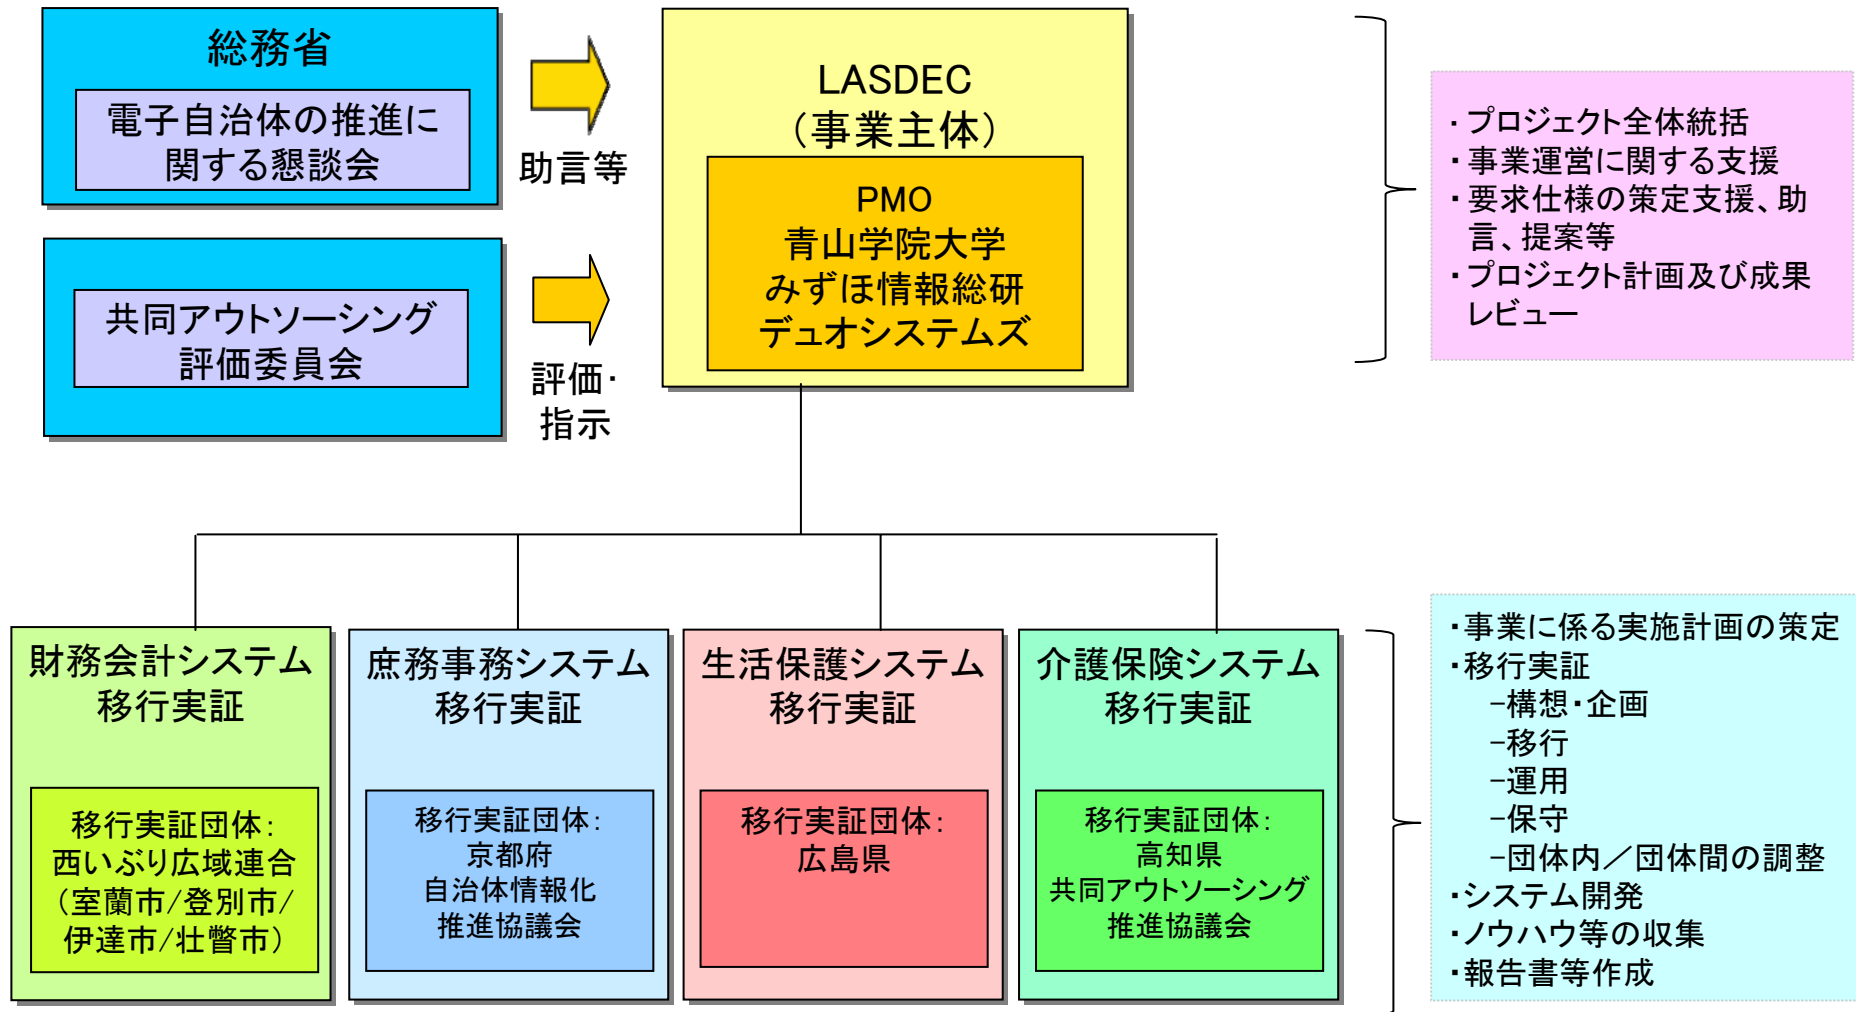 総務省
電子自治体の推進に
関する懇談会
助言等
共同アウトソーシング
評価委員会
評価・
指示
LASDEC
（事業主体）
PMO
青山学院大学
みずほ情報総研
デュオシステムズ
・プロジェクト全体統括
・事業運営に関する支援
・要求仕様の策定支援、助
言、提案等
・プロジェクト計画及び成果
レビュー
財務会計システム
移行実証
移行実証団体：
西いぶり広域連合
（室蘭市/登別市/
伊達市/壮瞥市）
庶務事務システム
移行実証
移行実証団体：
京都府
自治体情報化
推進協議会
生活保護システム
移行実証
移行実証団体：
広島県
介護保険システム
移行実証
移行実証団体：
高知県
共同アウトソーシング
推進協議会
・事業に係る実施計画の策定
・移行実証
−構想・企画
−移行
−運用
−保守
−団体内／団体間の調整
・システム開発
・ノウハウ等の収集
・報告書等作成